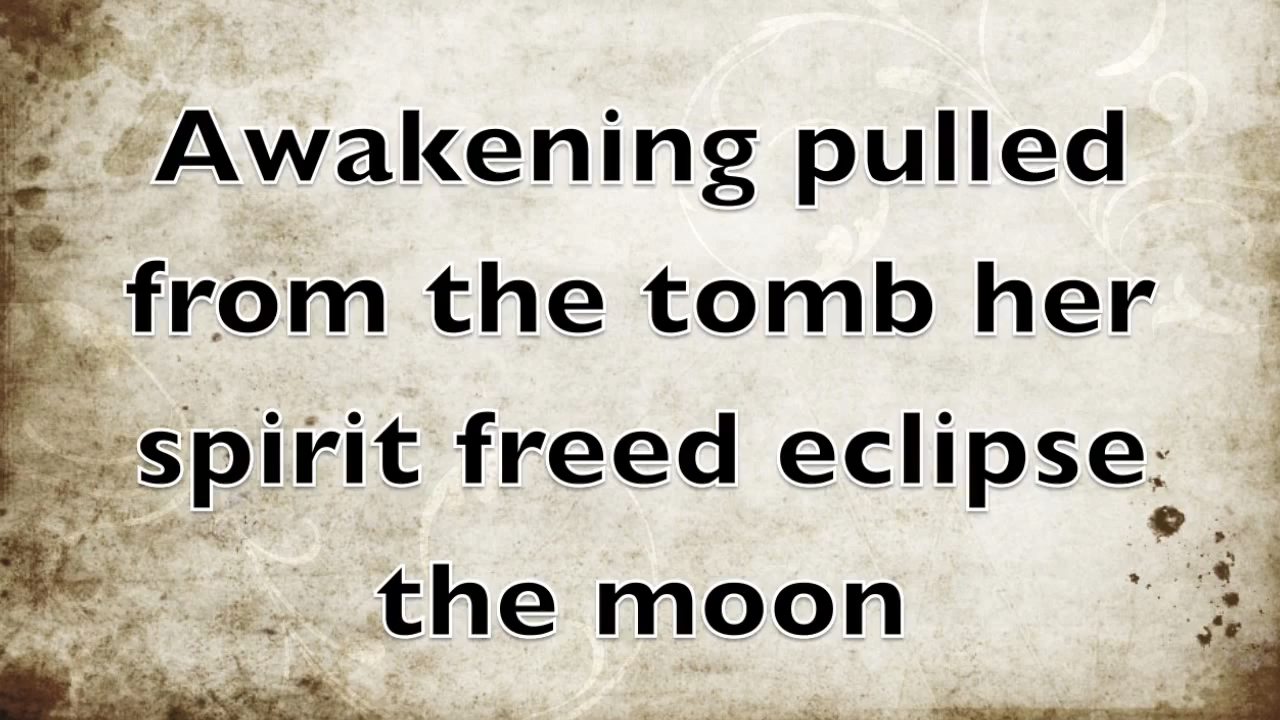 Awakening pulled
from the tomb her
spirit freed eclipse
the moon